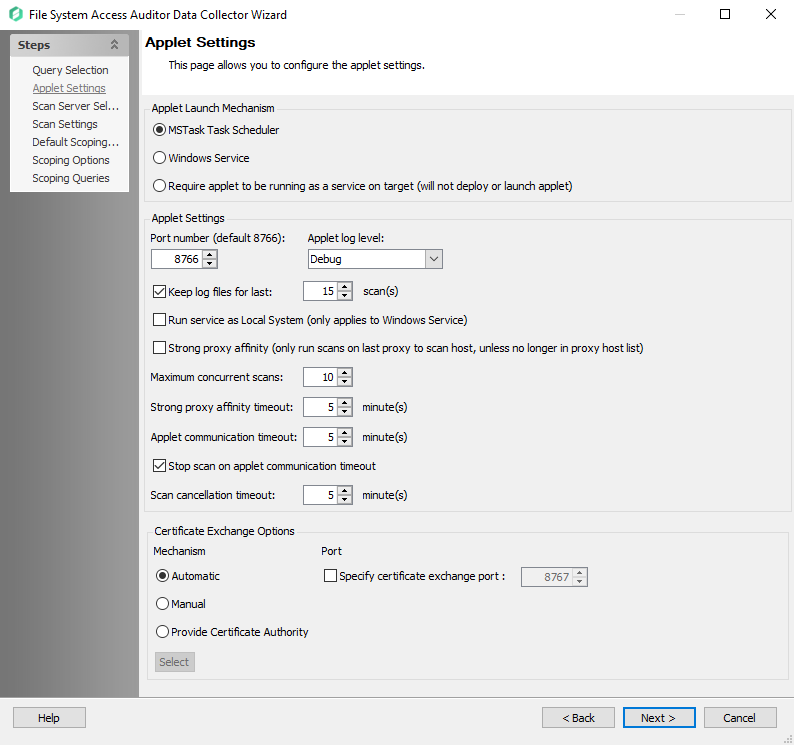 File System Access Auditor Data Collector Wizard
Steps
Query Selection
Applet Settings
Scan Server Sel...
Scan Settings
Default Scoping...
Scoping Options
Scoping Queries
Applet Settings
This page allows you to configure the applet settings.
Applet Launch Mechanism
MSTask Task Scheduler
Windows Service
Require applet to be running as a service on target (will not deploy or launch applet)
Applet Settings
Port number (default 8766): Applet log level:
8766 Debug
Keep log files for last: 15 scan(s)
Run service as Local System (only applies to Windows Service)
Strong proxy affinity (only run scans on last proxy to scan host, unless no longer in proxy host list)
Maximum concurrent scans: 10
Strong proxy affinity timeout: 5 minute(s)
Applet communication timeout: 5 minute(s)
Stop scan on applet communication timeout
Scan cancellation timeout: 5 minute(s)
Certificate Exchange Options
Mechanism Port
Automatic Specify certificate exchange port : 8767
Manual
Provide Certificate Authority
Select
Help < Back Next > Cancel